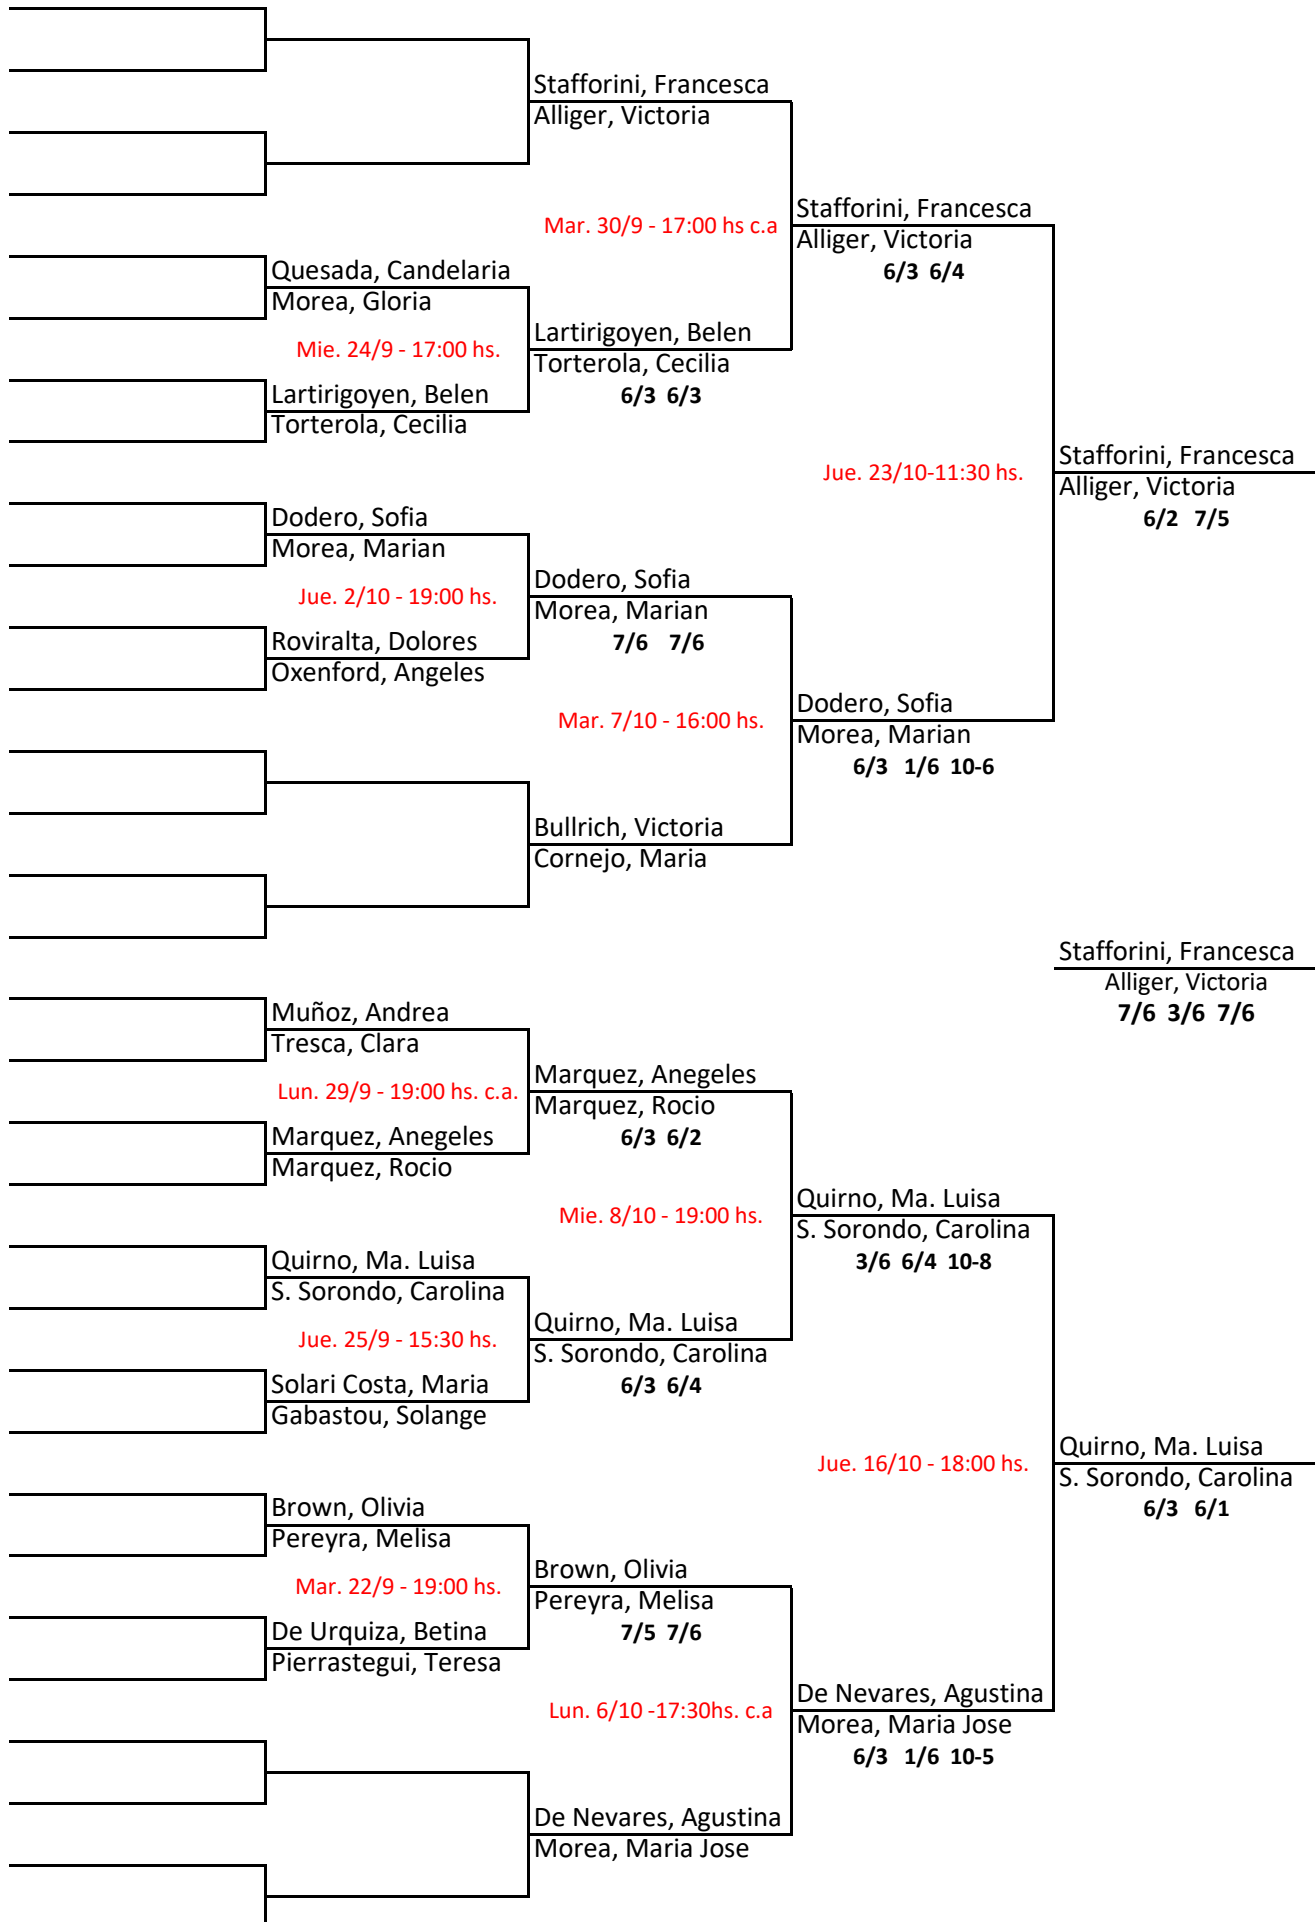 Stafforini, Francesca
Alliger, Victoria
Mar. 30/9 - 17:00 hs c.a
Stafforini, Francesca
Alliger, Victoria
6/3 6/4
Quesada, Candelaria
Morea, Gloria
Mie. 24/9 - 17:00 hs.
Lartirigoyen, Belen
Torterola, Cecilia
6/3 6/3
Lartirigoyen, Belen
Torterola, Cecilia
Jue. 23/10-11:30 hs.
Stafforini, Francesca
Alliger, Victoria
6/2 7/5
Dodero, Sofia
Morea, Marian
Jue. 2/10 - 19:00 hs.
Dodero, Sofia
Morea, Marian
7/6 7/6
Roviralta, Dolores
Oxenford, Angeles
Mar. 7/10 - 16:00 hs.
Dodero, Sofia
Morea, Marian
6/3 1/6 10-6
Bullrich, Victoria
Cornejo, Maria
Stafforini, Francesca
Alliger, Victoria
7/6 3/6 7/6
Muñoz, Andrea
Tresca, Clara
Lun. 29/9 - 19:00 hs. c.a.
Marquez, Anegeles
Marquez, Rocio
6/3 6/2
Marquez, Anegeles
Marquez, Rocio
Mie. 8/10 - 19:00 hs.
Quirno, Ma. Luisa
S. Sorondo, Carolina
3/6 6/4 10-8
Quirno, Ma. Luisa
S. Sorondo, Carolina
Jue. 25/9 - 15:30 hs.
Quirno, Ma. Luisa
S. Sorondo, Carolina
6/3 6/4
Solari Costa, Maria
Gabastou, Solange
Jue. 16/10 - 18:00 hs.
Quirno, Ma. Luisa
S. Sorondo, Carolina
6/3 6/1
Brown, Olivia
Pereyra, Melisa
Mar. 22/9 - 19:00 hs.
Brown, Olivia
Pereyra, Melisa
7/5 7/6
De Urquiza, Betina
Pierrastegui, Teresa
Lun. 6/10 -17:30hs. c.a
De Nevares, Agustina
Morea, Maria Jose
6/3 1/6 10-5
De Nevares, Agustina
Morea, Maria Jose